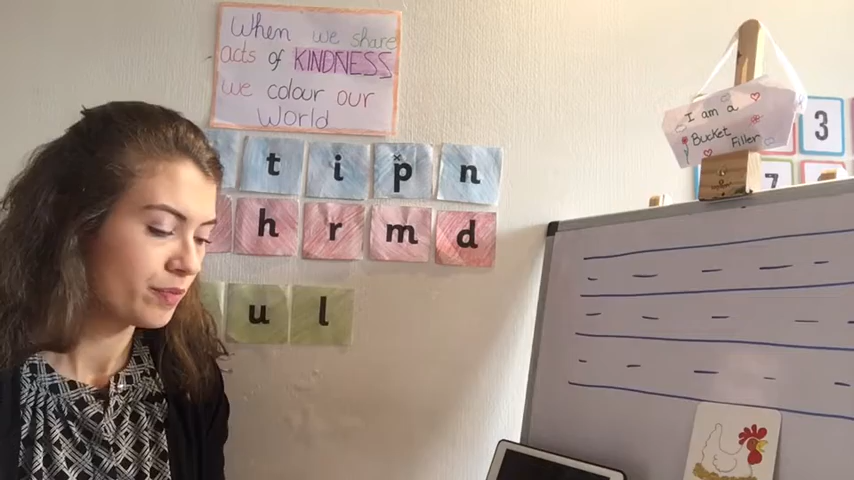 When we share
acts of KINDNESS
we colour our
World
t i p n
h r m d
u l
I am a
Bucket
Filler
3
7